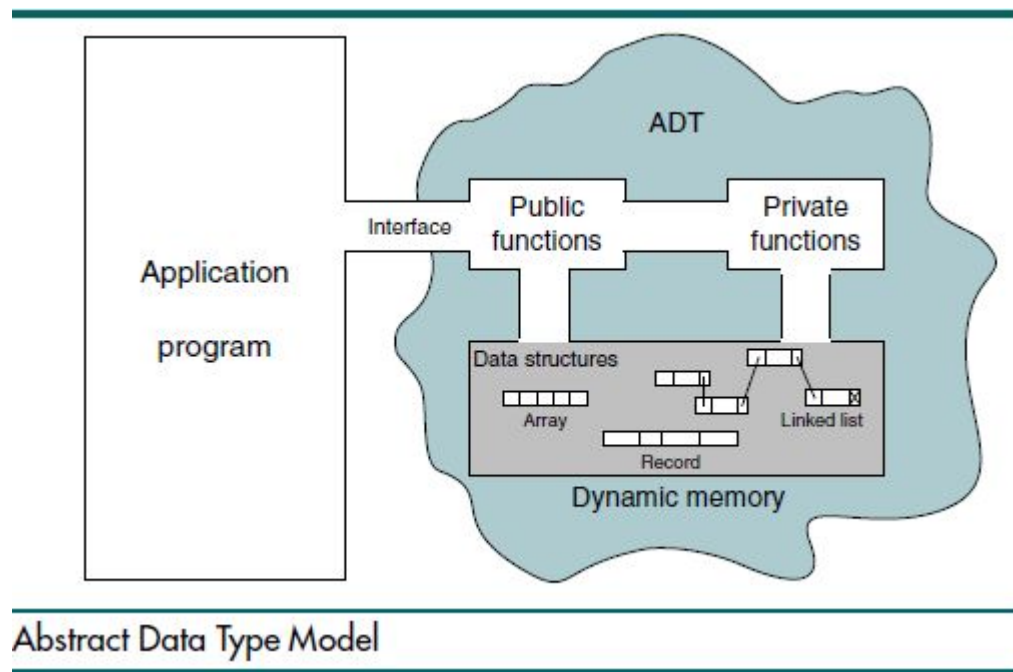 ADT
Public
functions
Private
functions
Interface
Application
program
Data structures
Array
Linked list
Record
Dynamic memory
Abstract Data Type Model